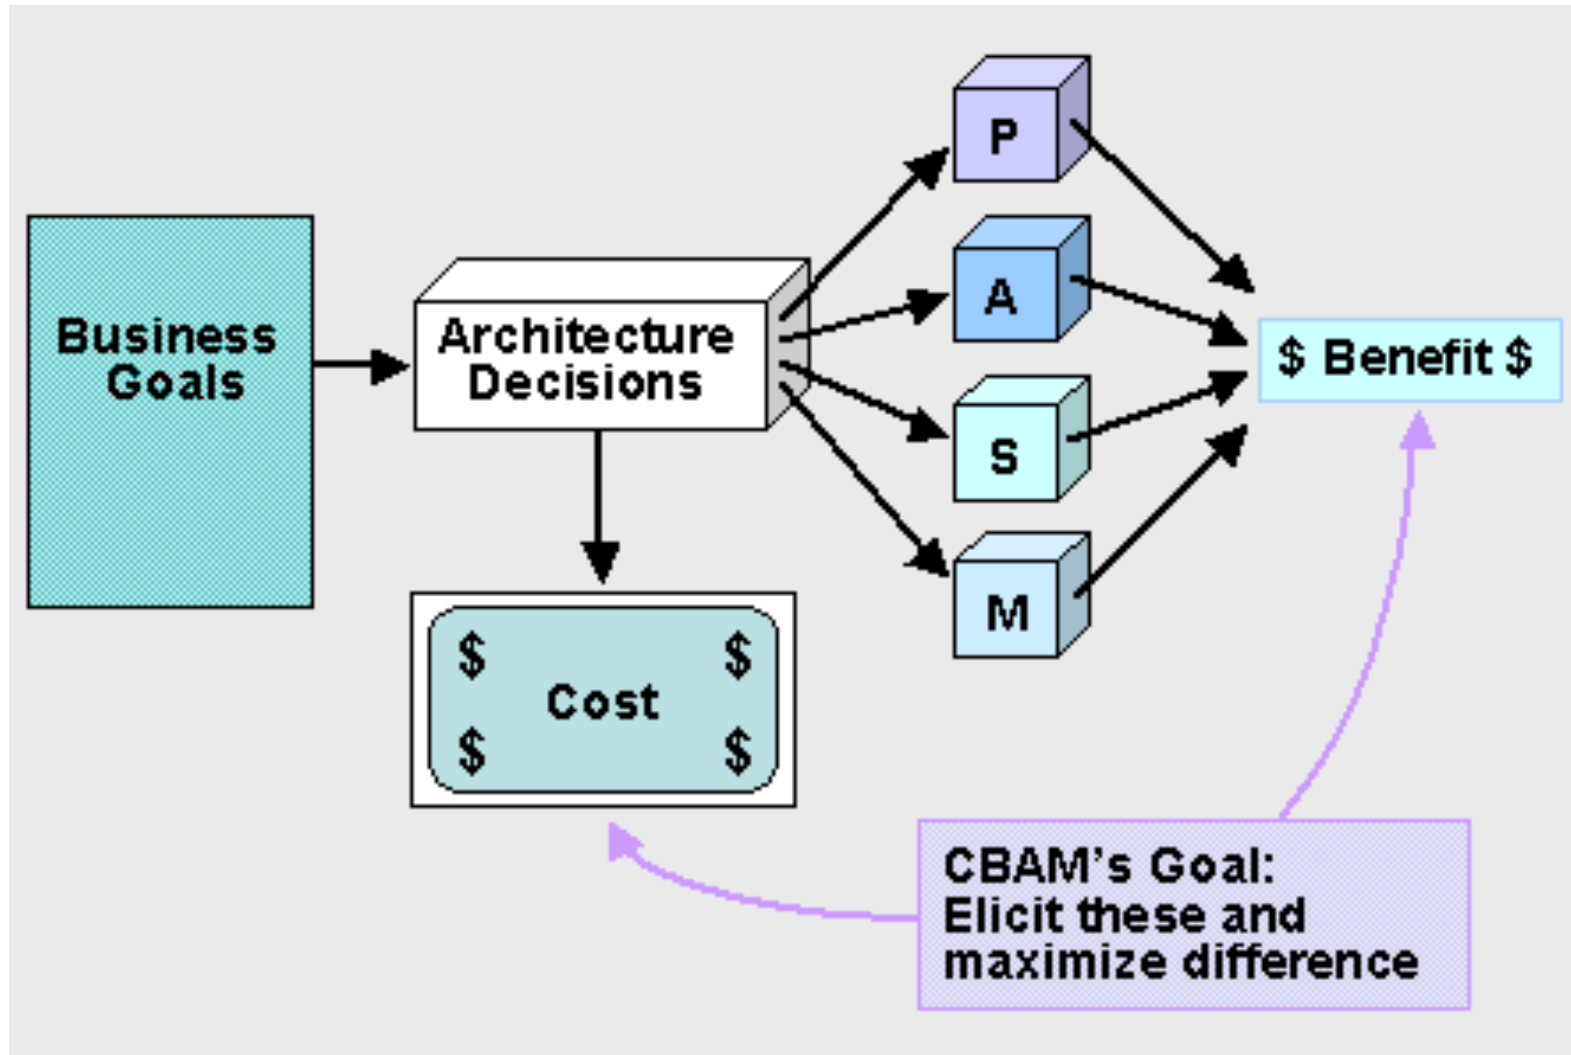 Business
Goals
Architecture
Decisions
P
A
S
M
$ Benefit $
$ $
Cost
$ $
CBAM's Goal:
Elicit these and
maximize difference